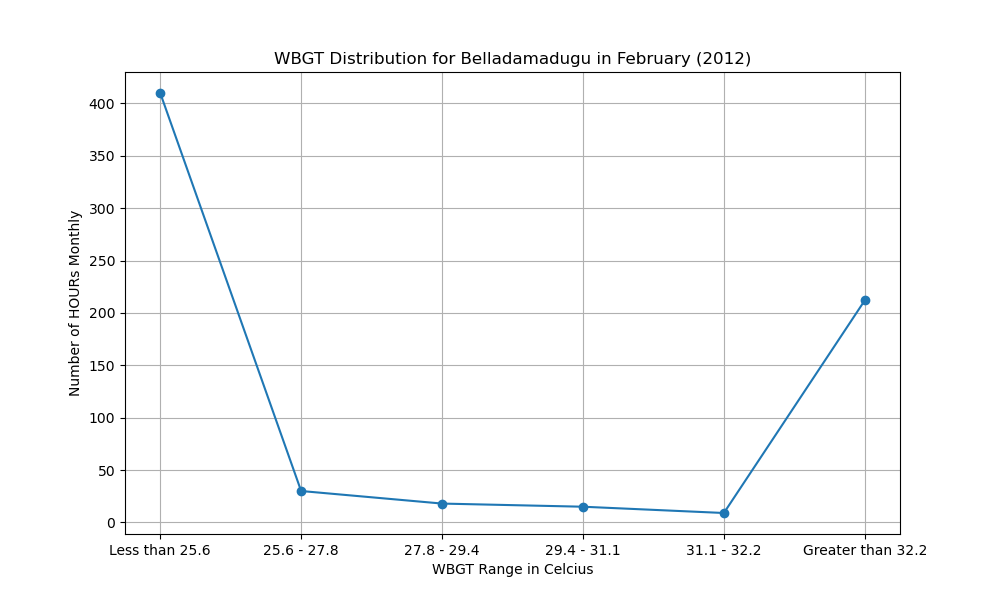 WBGT Distribution for Belladamadugu in February (2012)
Number of HOURs Monthly
400
350
300
250
200
150
100
50
0
Less than 25.6 25.6 - 27.8 27.8 - 29.4 29.4 - 31.1 31.1 - 32.2 Greater than 32.2
WBGT Range in Celcius